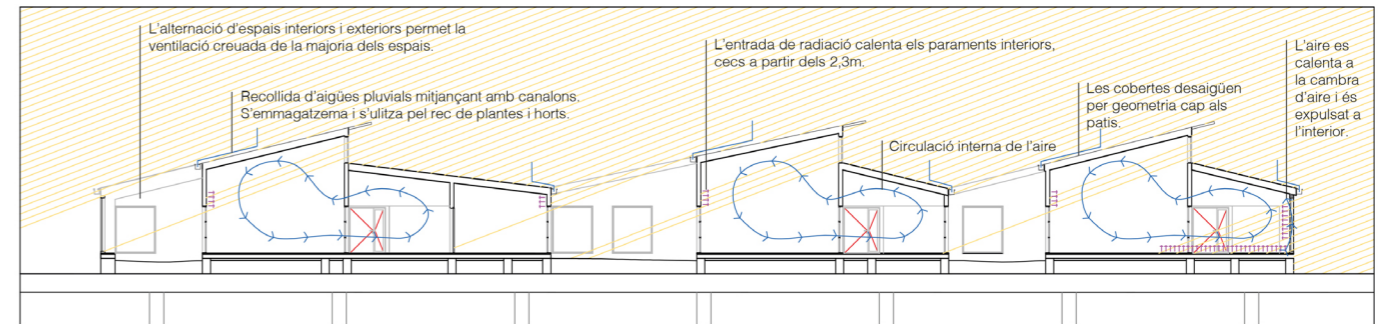 L'alternació d'espais interiors i exteriors permet la
ventilació creuada de la majoria dels espais.
Recollida d'aigües pluvials mitjançant amb canalons.
S'emmagatzema i s'ulitza pel rec de plantes i horts.
L'entrada de radiació calenta els paraments interiors,
cecs a partir dels 2,3m.
Circulació interna de l'aire
Les cobertes desaigüen
per geometria cap als
patis.
L'aire es
calenta a
la cambra
d'aire i és
expulsat a
l'interior.